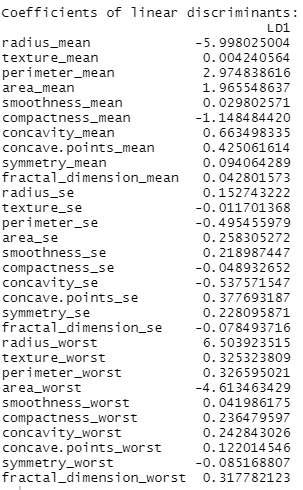 Coefficients of linear discriminants:
LD1
radius_mean -5.998025004
texture_mean 0.004240564
perimeter_mean 2.974838616
area_mean 1.965548637
smoothness_mean 0.029802571
compactness_mean -1.148484420
concavity_mean 0.663498335
concave.points_mean 0.425061614
symmetry_mean 0.094064289
fractal_dimension_mean 0.042801573
radius_se 0.152743222
texture_se -0.011701368
perimeter_se -0.495455979
area_se 0.258305272
smoothness_se 0.218987447
compactness_se -0.048932652
concavity_se -0.537571547
concave.points_se 0.377693187
symmetry_se 0.228095871
fractal_dimension_se -0.078493716
radius_worst 6.503923515
texture_worst 0.325323809
perimeter_worst 0.326595021
area_worst -4.613463429
smoothness_worst 0.041986175
compactness_worst 0.236479597
concavity_worst 0.242843026
concave.points_worst 0.122014546
symmetry_worst -0.085168807
fractal_dimension_worst 0.317782123